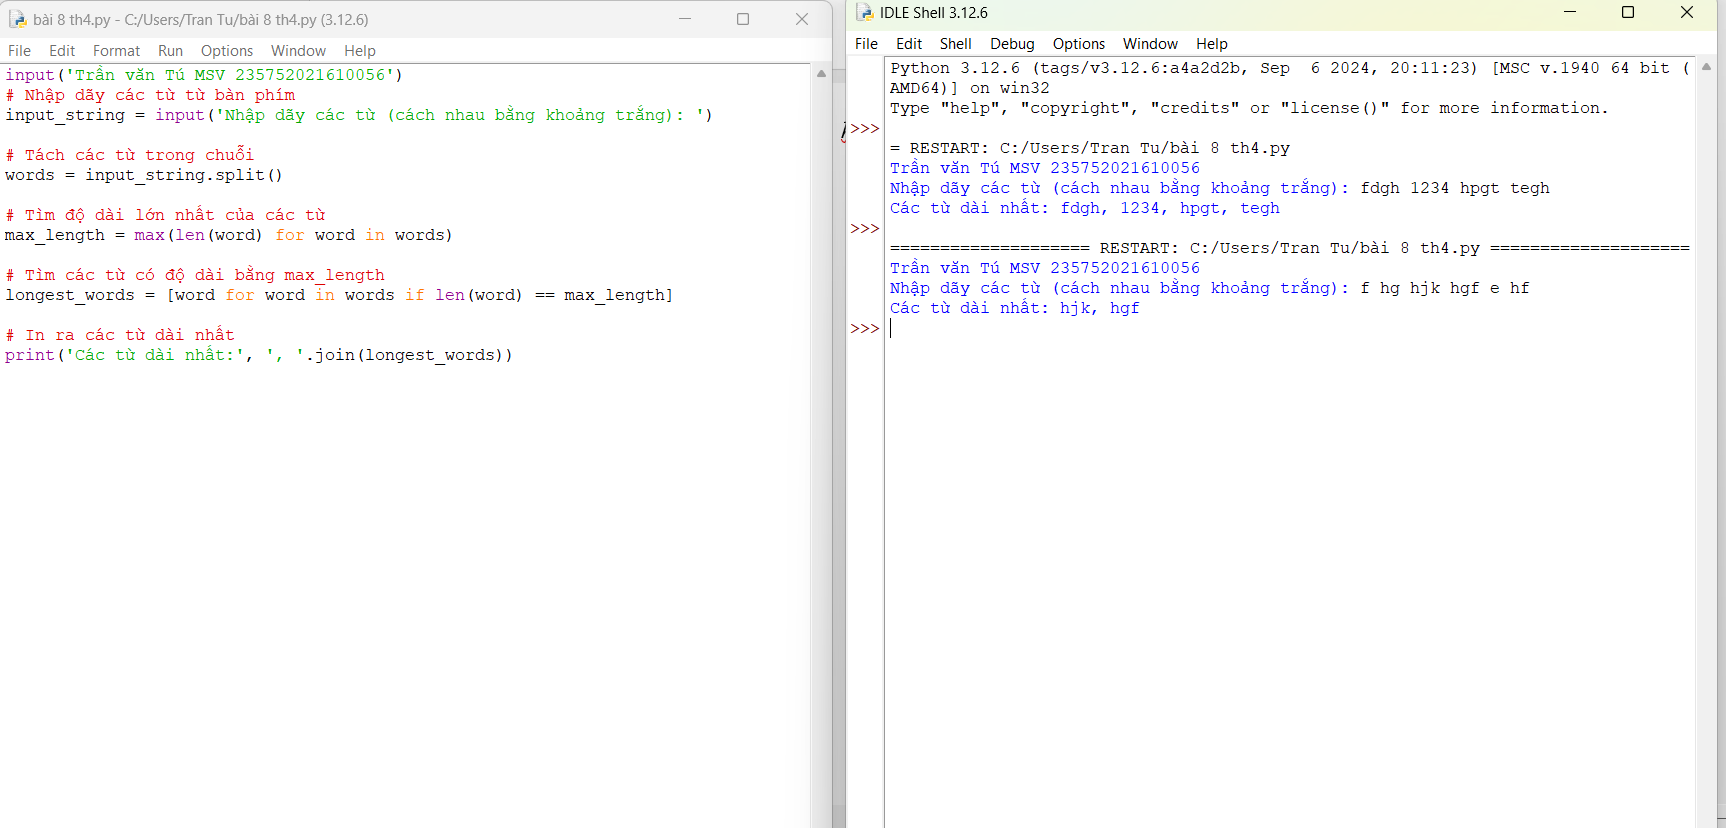 bài 8 th4.py - C:/Users/Tran Tu/bài 8 th4.py (3.12.6)
File Edit Format Run Options Window Help
input('Trần văn Tú MSV 235752021610056')
# Nhập dãy các từ từ bàn phím
input_string = input('Nhập dãy các từ (cách nhau bằng khoảng trắng): ')
# Tách các từ trong chuỗi
words = input_string.split()
# Tìm độ dài lớn nhất của các từ
max_length = max(len(word) for word in words)
# Tìm các từ có độ dài bằng max_length
longest_words = [word for word in words if len(word) == max_length]
# In ra các từ dài nhất
print('Các từ dài nhất:', ', '.join(longest_words))
IDLE Shell 3.12.6
File Edit Shell Debug Options Window Help
Python 3.12.6 (tags/v3.12.6:a4a2d2b, Sep  6 2024, 20:11:23) [MSC v.1940 64 bit (
AMD64)] on win32
Type "help", "copyright", "credits" or "license()" for more information.
>>>
= RESTART: C:/Users/Tran Tu/bài 8 th4.py
Trần văn Tú MSV 235752021610056
Nhập dãy các từ (cách nhau bằng khoảng trắng): fdgh 1234 hpgt tegh
Các từ dài nhất: fdgh, 1234, hpgt, tegh
>>>
==================== RESTART: C:/Users/Tran Tu/bài 8 th4.py ====================
Trần văn Tú MSV 235752021610056
Nhập dãy các từ (cách nhau bằng khoảng trắng): f hg hjk hgf e hf
Các từ dài nhất: hjk, hgf
>>>